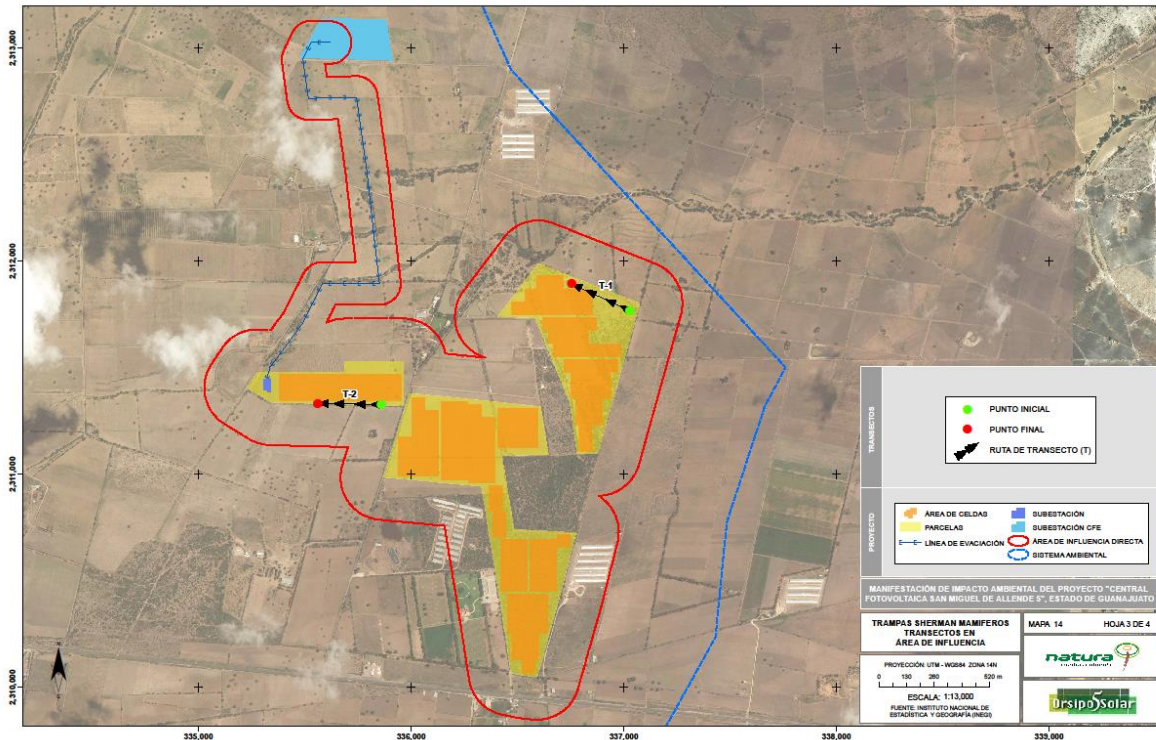 2,313,000
2,312,000
2,311,000
2,310,000
T-1
T-2
TRANSECTOS
PUNTO INICIAL
PUNTO FINAL
RUTA DE TRANSECTO (T)
PROYECTO
ÁREA DE CELDAS
PARCELAS
LÍNEA DE EVACIACIÓN
SUBESTACIÓN
SUBESTACIÓN CFE
ÁREA DE INFLUENCIA DIRECTA
SISTEMA AMBIENTAL
MANIFESTACIÓN DE IMPACTO AMBIENTAL DEL PROYECTO "CENTRAL
FOTOVOLTAICA SAN MIGUEL DE ALLENDE 5", ESTADO DE GUANAJUATO
TRAMPAS SHERMAN MAMIFEROS
TRANSECTOS EN
ÁREA DE INFLUENCIA
MAPA 14 HOJA 3 DE 4
PROYECCIÓN: UTM - WGS84 ZONA 14N
0 130 260 520 m
ESCALA: 1:13,000
FUENTE: INSTITUTO NACIONAL DE
ESTADÍSTICA Y GEOGRAFÍA (INEGI)
natura
Orsipo 5 Solar
335,000 336,000 337,000 338,000 339,000